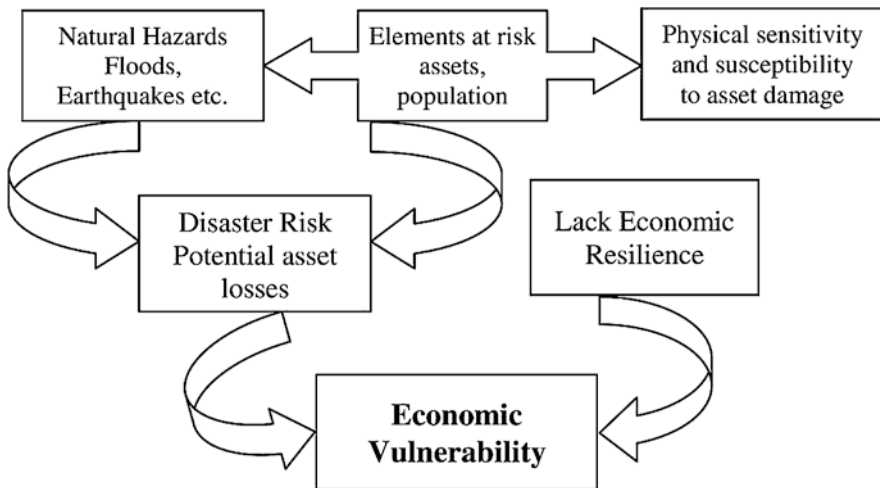 Natural Hazards
Floods,
Earthquakes etc.
Elements at risk
assets,
population
Physical sensitivity
and susceptibility
to asset damage
Disaster Risk
Potential asset
losses
Lack Economic
Resilience
Economic
Vulnerability